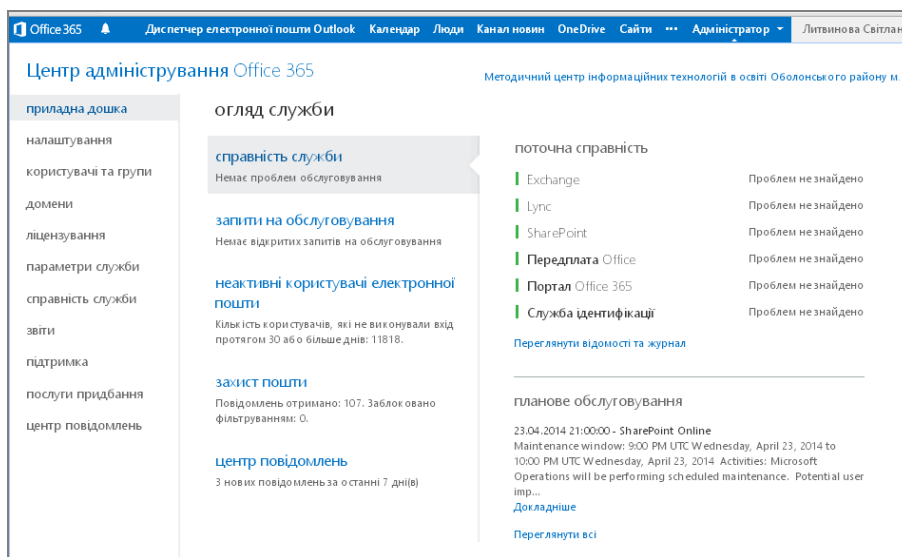 Office 365 Диспетчер електронної пошти Outlook Календар Люди Канал новин OneDrive Сайти ··· Адміністратор Литвинова Світлан
Центр адміністрування Office 365
Методичний центр інформаційних технологій в освіті Оболонського району м.
приладна дошка
налаштування
користувачі та групи
домени
ліцензування
параметри служби
справність служби
звіти
підтримка
послуги придбання
центр повідомлень
огляд служби
справність служби
Немає проблем обслуговування
запити на обслуговування
Немає відкритих запитів на обслуговування
неактивні користувачі електронної
пошти
Кількість користувачів, які не виконували вхід
протягом 30 або більше днів: 11818.
захист пошти
Повідомлень отримано: 107. Заблоковано
фільтруванням: 0.
центр повідомлень
3 нових повідомлень за останні 7 дні(в)
поточна справність
Exchange Проблем не знайдено
Lync Проблем не знайдено
SharePoint Проблем не знайдено
Передплата Office Проблем не знайдено
Портал Office 365 Проблем не знайдено
Служба ідентифікації Проблем не знайдено
Переглянути відомості та журнал
планове обслуговування
23.04.2014 21:00:00 - SharePoint Online
Maintenance window: 9:00 PM UTC Wednesday, April 23, 2014 to
10:00 PM UTC Wednesday, April 23, 2014 Activities: Microsoft
Operations will be performing scheduled maintenance. Potential user
imp...
Докладніше
Переглянути всі